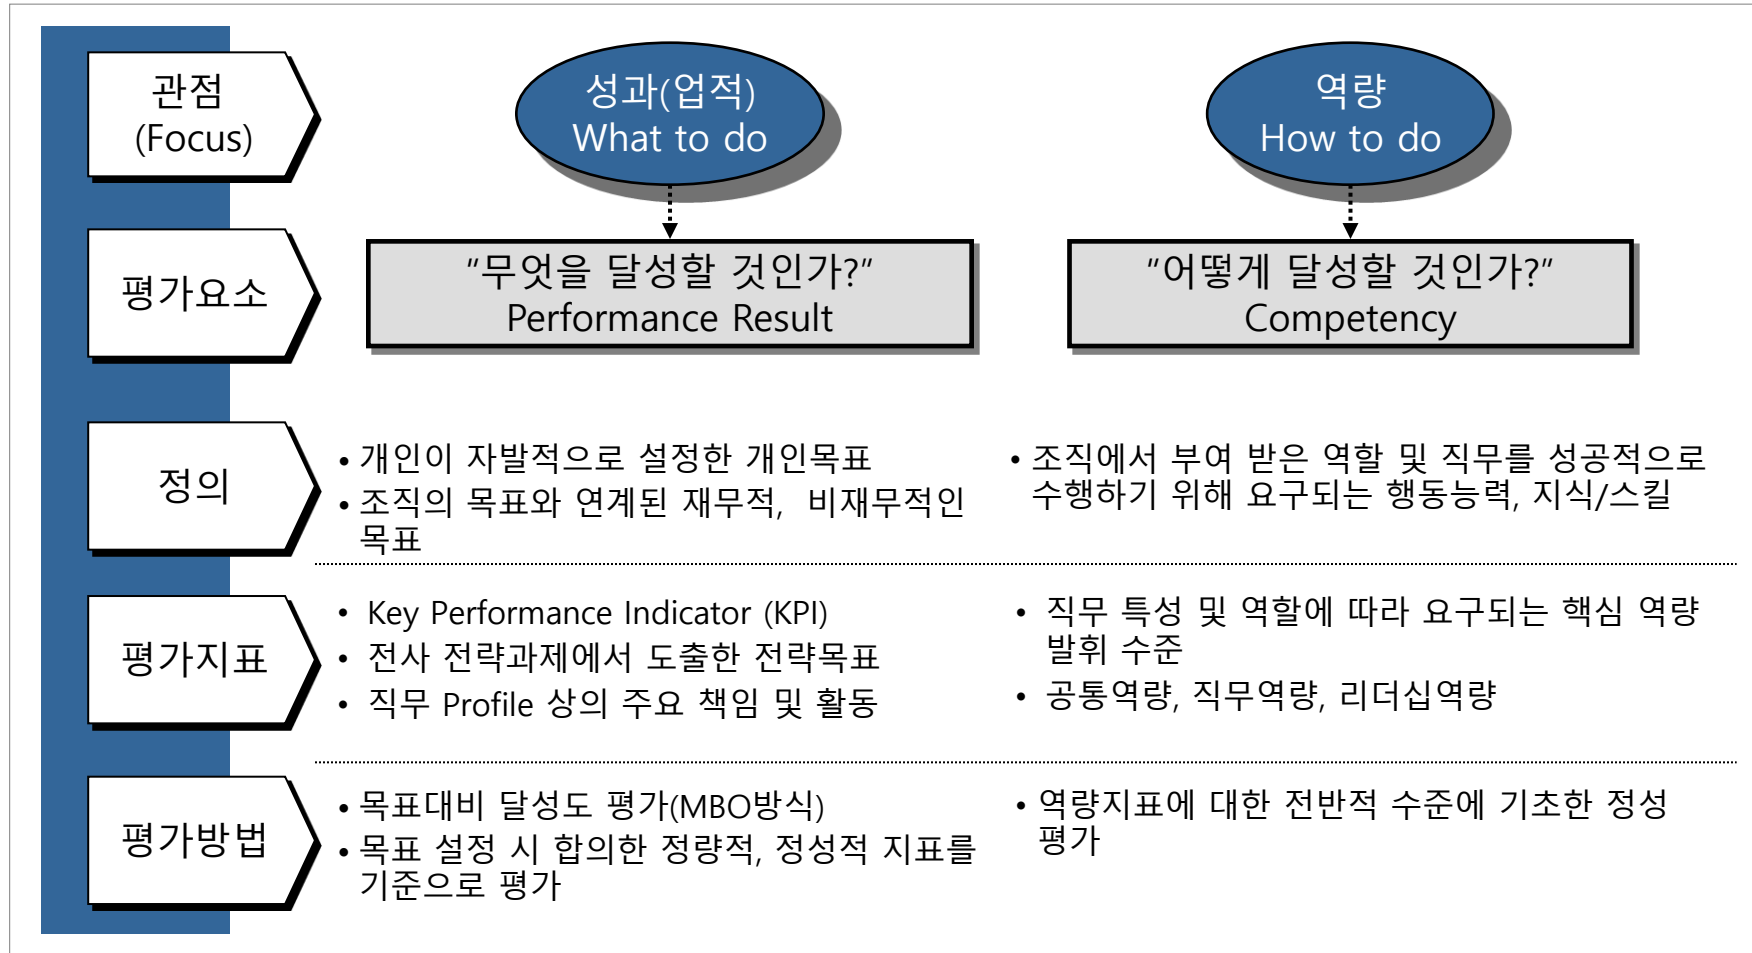 관점
(Focus)
성과(업적)
What to do
역량
How to do
평가요소
“무엇을 달성할 것인가?”
Performance Result
“어떻게 달성할 것인가?”
Competency
정의
• 개인이 자발적으로 설정한 개인목표
• 조직의 목표와 연계된 재무적, 비재무적인
목표
• 조직에서 부여 받은 역할 및 직무를 성공적으로
수행하기 위해 요구되는 행동능력, 지식/스킬
평가지표
• Key Performance Indicator (KPI)
• 전사 전략과제에서 도출한 전략목표
• 직무 Profile 상의 주요 책임 및 활동
• 직무 특성 및 역할에 따라 요구되는 핵심 역량
발휘 수준
• 공통역량, 직무역량, 리더십역량
평가방법
• 목표대비 달성도 평가(MBO방식)
• 목표 설정 시 합의한 정량적, 정성적 지표를
기준으로 평가
• 역량지표에 대한 전반적 수준에 기초한 정성
평가